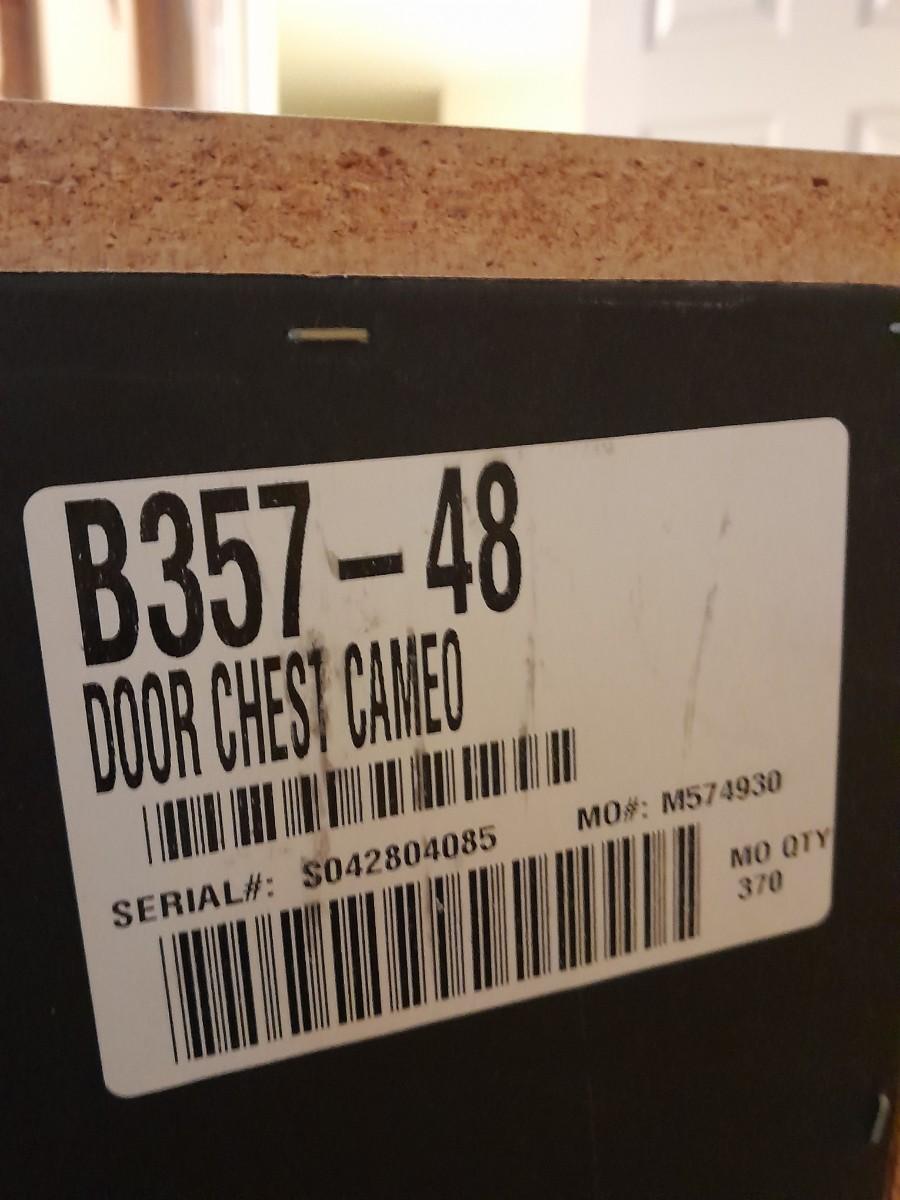 B357-48
DOOR CHEST CAMEO
SERIAL#: S042804085 MO#: M574930
MO QTY
370